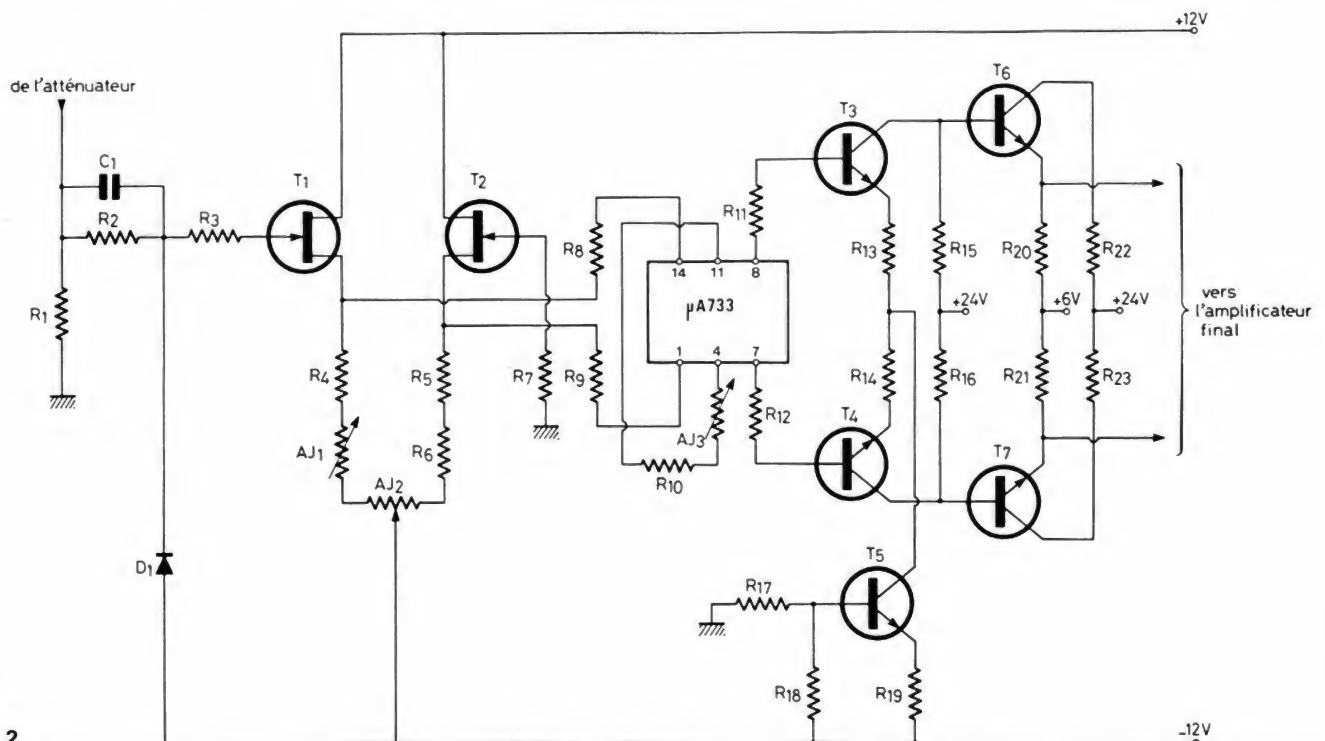 +12V
de l'atténuateur
C1
R2
R3
R1
T1
T2
R8
R4
R5
R7
R9
AJ1
R6
AJ2
D1
14
11
8
µA733
1
4
7
R11
AJ3
R12
R10
T3
T6
R13
R15
R20
R22
+24V
+6V
+24V
vers
l'amplificateur
final
R14
R16
R21
R23
T4
T7
T5
R17
R18
R19
2
-12V